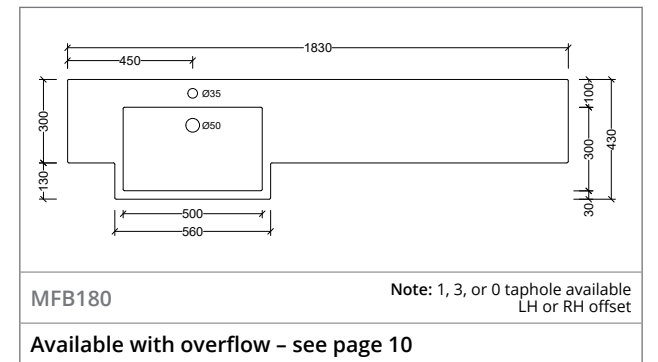 1830
450
Ø35
100
300
Ø50
430
300
130
30
500
560
MFB180
Note: 1, 3, or 0 taphole available
LH or RH offset
Available with overflow – see page 10